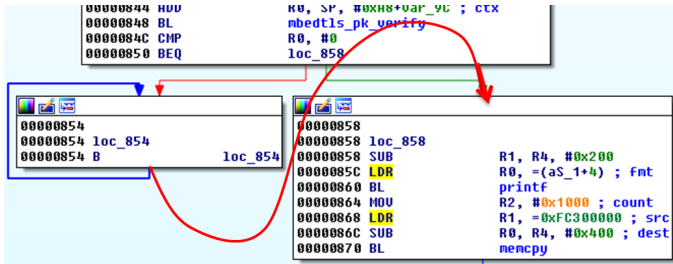 00000844 ADD R0, SP, #0xA8+var_9C ; ctx
00000848 BL mbedtls_pk_verify
0000084C CMP R0, #0
00000850 BEQ loc_858
00000854
00000854 loc_854
00000854 B loc_854
00000858
00000858 loc_858
00000858 SUB R1, R4, #0x200
0000085C LDR R0, =(aS_1+4) ; fmt
00000860 BL printf
00000864 MOV R2, #0x1000 ; count
00000868 LDR R1, =0xFC300000 ; src
0000086C SUB R0, R4, #0x400 ; dest
00000870 BL memcpy